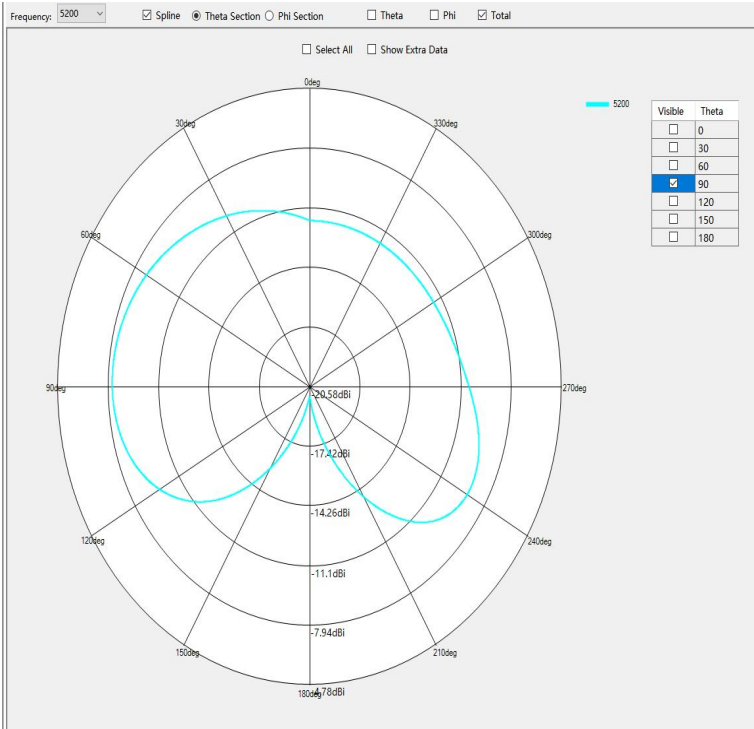 Frequency: 5200 Spline Theta Section Phi Section Theta Phi Total
Select All Show Extra Data
0deg
30deg
330deg
5200
Visible Theta
0
30
60
90
120
150
180
60deg
300deg
90deg
270deg
-20.58dBi
-17.42dBi
-14.26dBi
120deg
240deg
-11.1dBi
-7.94dBi
150deg
210deg
180deg
-4.78dBi